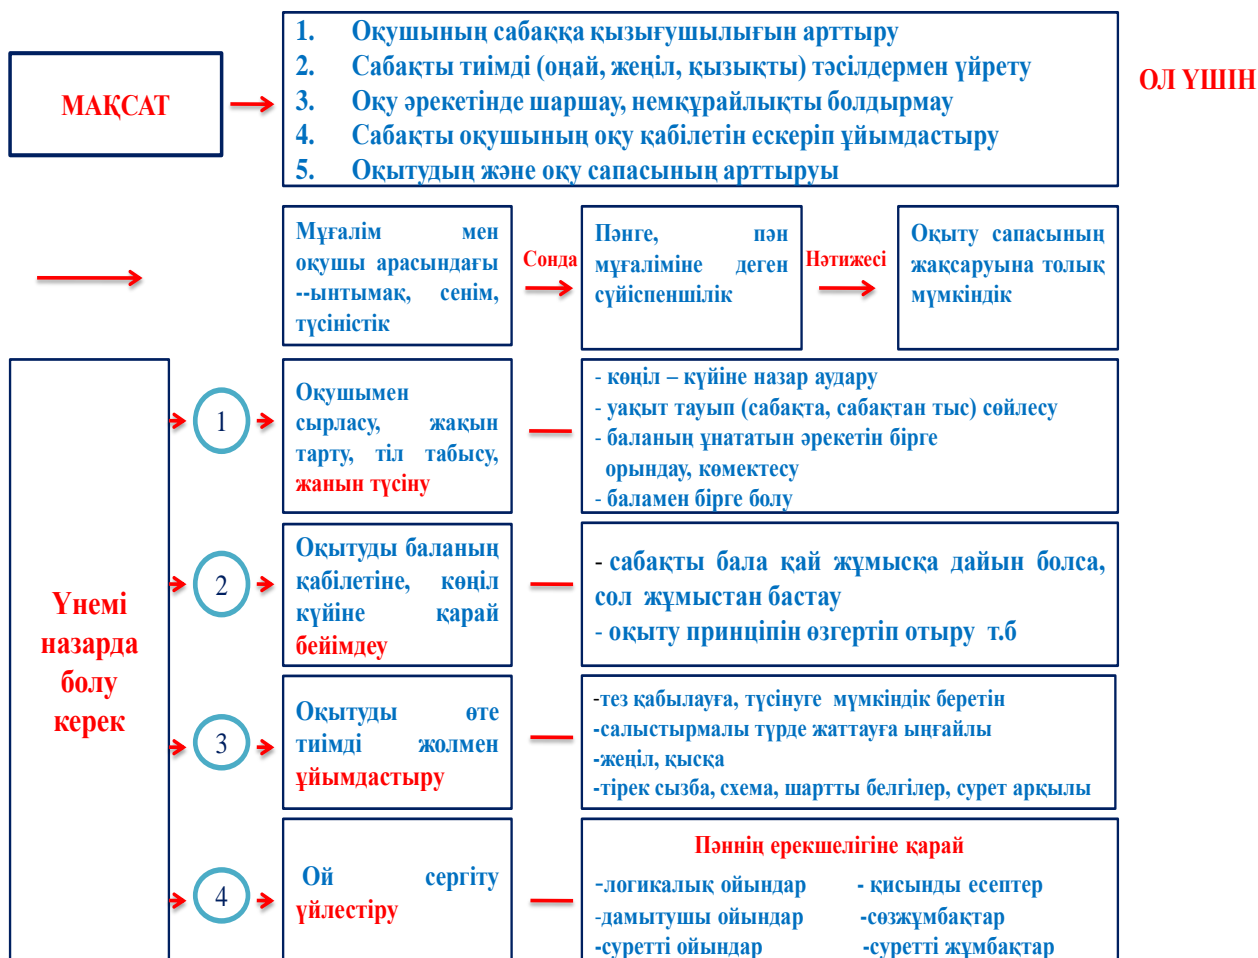 МАҚСАТ
1. Оқушының сабаққа қызығушылығын арттыру
2. Сабақты тиімді (оңай, жеңіл, қызықты) тәсілдермен үйрету
3. Оқу әрекетінде шаршау, немқұрайлықты болдырмау
4. Сабақты оқушының оқу қабілетін ескеріп ұйымдастыру
5. Оқытудың және оқу сапасының арттыруы
ОЛ ҮШІН
Мұғалім мен
оқушы арасындағы
--ынтымақ, сенім,
түсіністік
Сонда
Пәнге, пән
мұғаліміне деген
сүйіспеншілік
Нәтижесі
Оқыту сапасының
жақсаруына толық
мүмкіндік
Үнемі
назарда
болу
керек
1
Оқушымен
сырласу, жақын
тарту, тіл табысу,
жанын түсіну
- көңіл – күйіне назар аудару
- уақыт тауып (сабақта, сабақтан тыс) сөйлесу
- баланың ұнататын әрекетін бірге
орындау, көмектесу
- баламен бірге болу
2
Оқытуды баланың
қабілетіне, көңіл
күйіне қарай
бейімдеу
- сабақты бала қай жұмысқа дайын болса,
сол жұмыстан бастау
- оқыту принціпін өзгертіп отыру т.б
3
Оқытуды өте
тиімді жолмен
ұйымдастыру
-тез қабылауға, түсінуге мүмкіндік беретін
-салыстырмалы түрде жаттауға ыңғайлы
-жеңіл, қысқа
-тірек сызба, схема, шартты белгілер, сурет арқылы
4
Ой сергіту
үйлестіру
Пәннің ерекшелігіне қарай
-логикалық ойындар - қисынды есептер
-дамытушы ойындар -сөзжұмбақтар
-суретті ойындар -суретті жұмбақтар